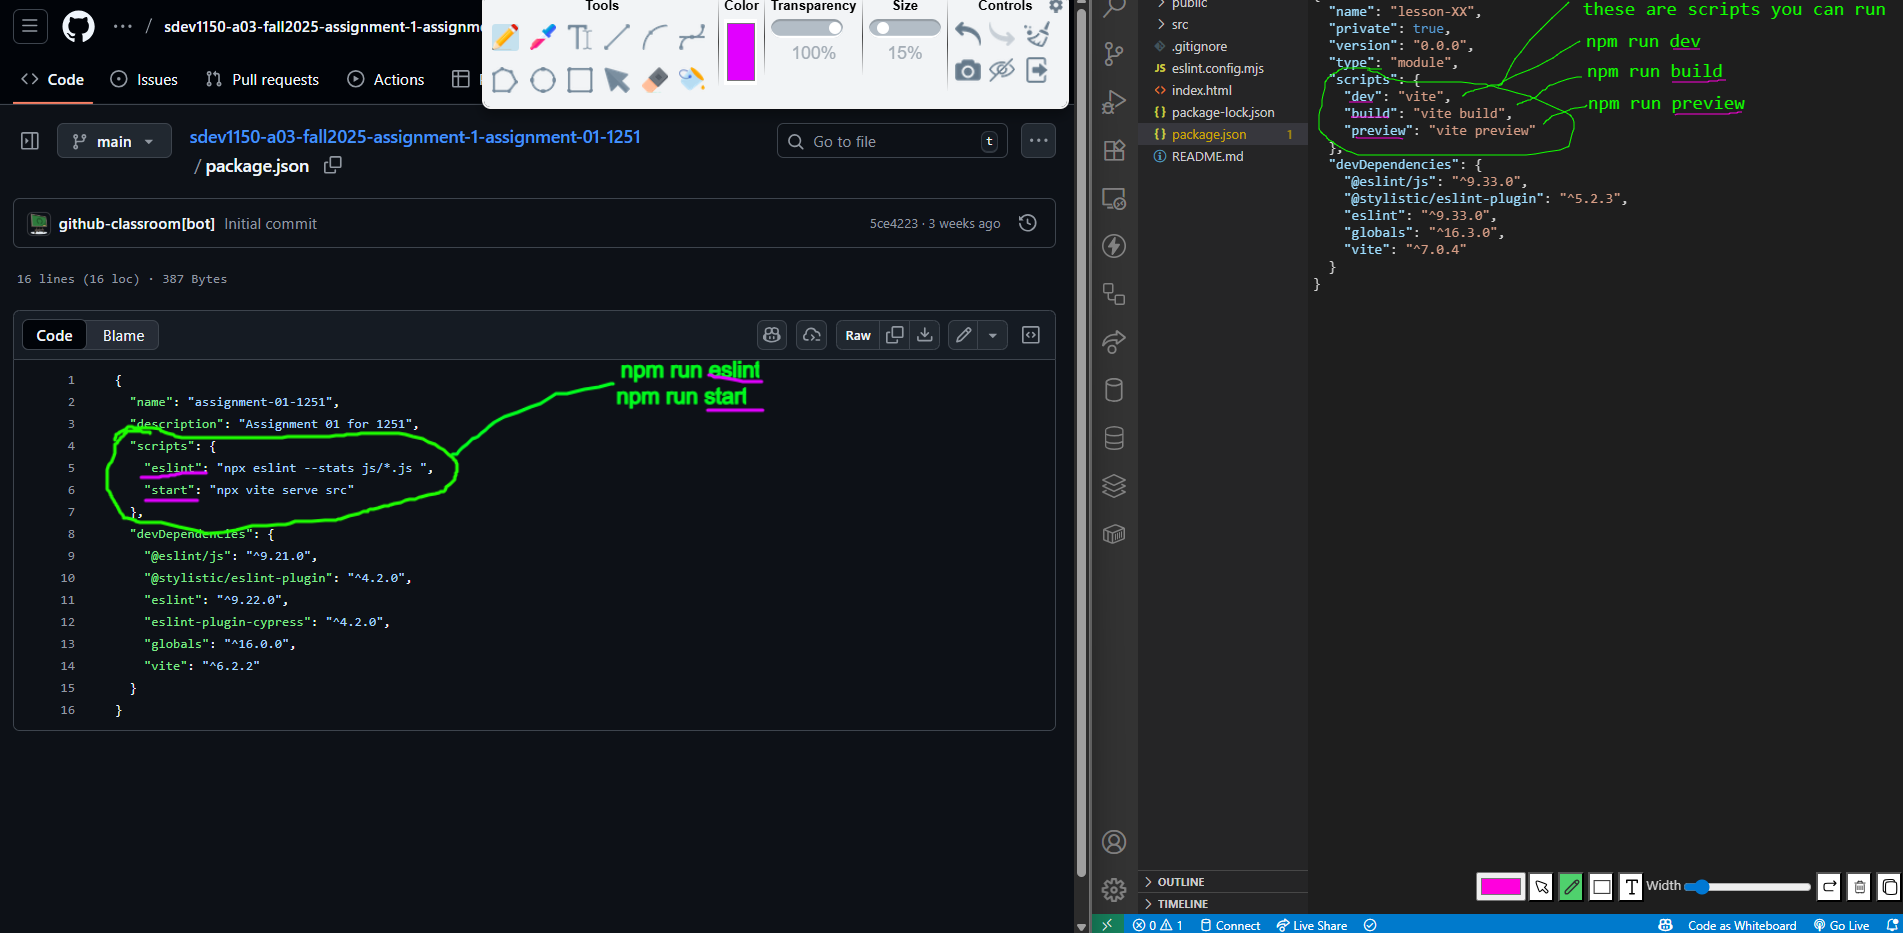 sdev1150-a03-fall2025-assignment-1-assignm
Code
Issues
Pull requests
Actions
Tools
Color
Transparency
Size
Controls
100%
15%
main
sdev1150-a03-fall2025-assignment-1-assignment-01-1251
/ package.json
Go to file
t
github-classroom[bot] Initial commit
5ce4223 · 3 weeks ago
16 lines (16 loc) · 387 Bytes
Code
Blame
Raw
npm run eslint
npm run start
1 {
2 "name": "assignment-01-1251",
3 "description": "Assignment 01 for 1251",
4 "scripts": {
5 "eslint": "npx eslint --stats js/*.js ",
6 "start": "npx vite serve src"
7 },
8 "devDependencies": {
9 "@eslint/js": "^9.21.0",
10 "@stylistic/eslint-plugin": "^4.2.0",
11 "eslint": "^9.22.0",
12 "eslint-plugin-cypress": "^4.2.0",
13 "globals": "^16.0.0",
14 "vite": "^6.2.2"
15 }
16 }
public
src
.gitignore
JS eslint.config.mjs
index.html
package-lock.json
package.json 1
README.md
OUTLINE
TIMELINE
"name": "lesson-XX",
"private": true,
"version": "0.0.0",
"type": "module",
"scripts": {
"dev": "vite",
"build": "vite build",
"preview": "vite preview"
},
"devDependencies": {
"@eslint/js": "^9.33.0",
"@stylistic/eslint-plugin": "^5.2.3",
"eslint": "^9.33.0",
"globals": "^16.3.0",
"vite": "^7.0.4"
}
}
these are scripts you can run
npm run dev
npm run build
npm run preview
T
Width
0 1
Connect
Live Share
Code as Whiteboard
Go Live